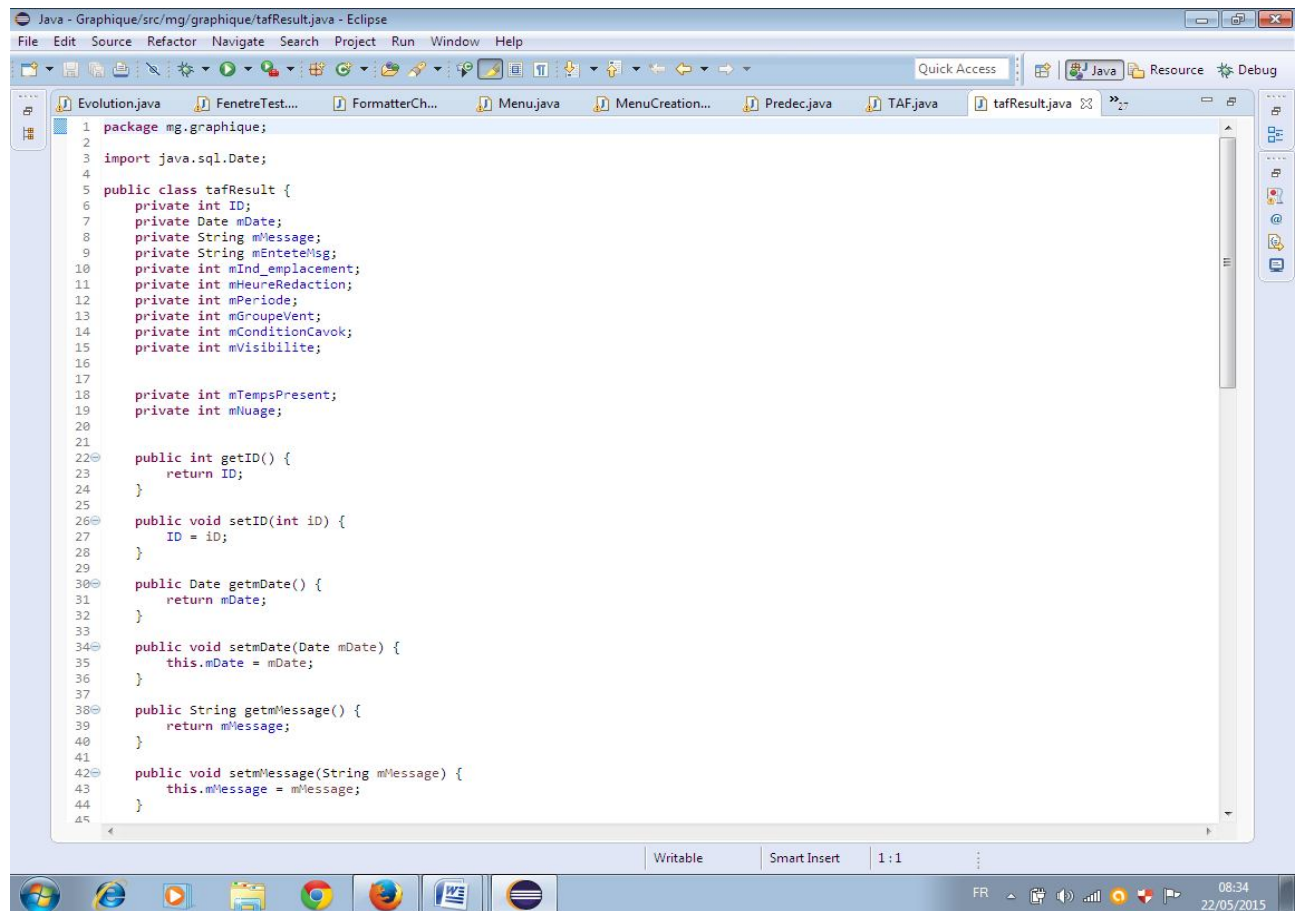 Java - Graphique/src/mg/graphique/tafResult.java - Eclipse
File Edit Source Refactor Navigate Search Project Run Window Help
Quick Access Java Resource Debug
Evolution.java FenetreTest.... FormatterCh... Menu.java MenuCreation... Predec.java TAF.java tafResult.java »27
1 package mg.graphique;
2
3 import java.sql.Date;
4
5 public class tafResult {
6 private int ID;
7 private Date mDate;
8 private String mMessage;
9 private String mEnteteMsg;
10 private int mInd_emplacement;
11 private int mHeureRedaction;
12 private int mPeriode;
13 private int mGroupeVent;
14 private int mConditionCavok;
15 private int mVisibilite;
16
17
18 private int mTempsPresent;
19 private int mNuage;
20
21
22 public int getID() {
23 return ID;
24 }
25
26 public void setID(int iD) {
27 ID = iD;
28 }
29
30 public Date getmDate() {
31 return mDate;
32 }
33
34 public void setmDate(Date mDate) {
35 this.mDate = mDate;
36 }
37
38 public String getmMessage() {
39 return mMessage;
40 }
41
42 public void setmMessage(String mMessage) {
43 this.mMessage = mMessage;
44 }
45
Writable Smart Insert 1 : 1
FR 08:34
22/05/2015